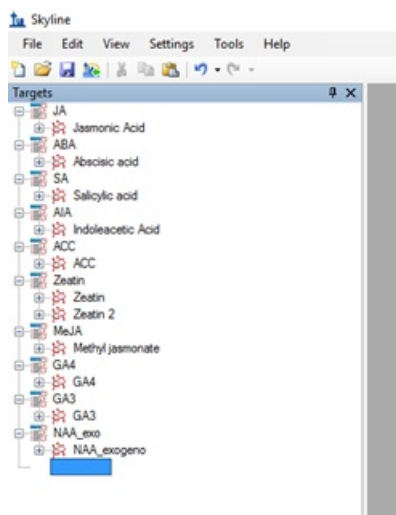 Skyline
File Edit View Settings Tools Help
Targets
JA
Jasmonic Acid
ABA
Abscisic acid
SA
Salicylic acid
AIA
Indoleacetic Acid
ACC
ACC
Zeatin
Zeatin
Zeatin 2
MeJA
Methyl jasmonate
GA4
GA4
GA3
GA3
NAA_exo
NAA_exogeno